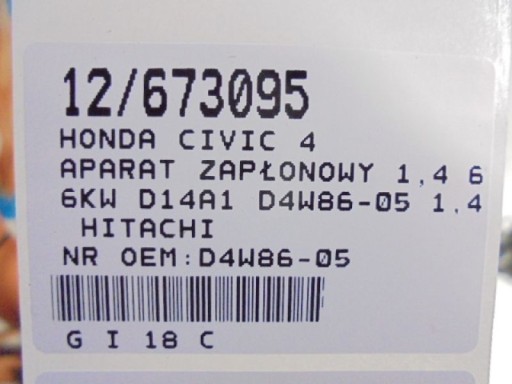 12/673095
HONDA CIVIC 4
APARAT ZAPŁONOWY 1,4 6
6KW D14A1 D4W86-05 1,4
HITACHI
NR OEM:D4W86-05
G I 18 C